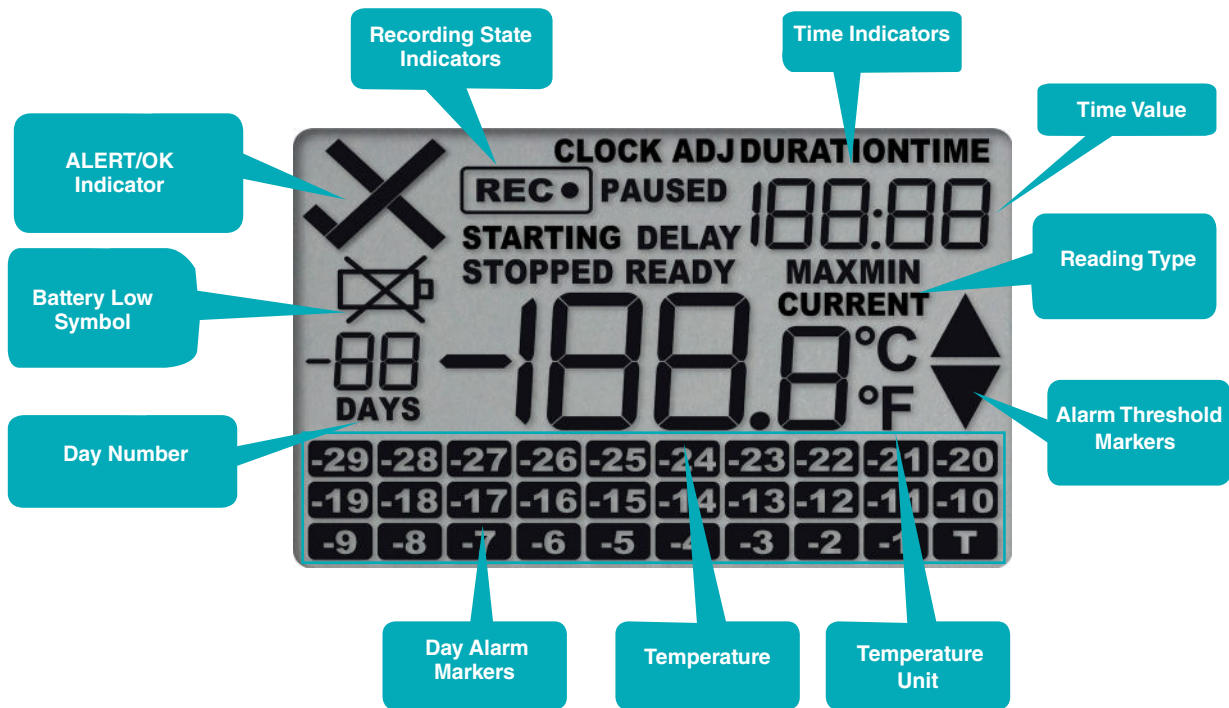 Recording State
Indicators
Time Indicators
Time Value
ALERT/OK
Indicator
CLOCK ADJ DURATION TIME
REC PAUSED
188:88
STARTING DELAY
STOPPED READY
MAX MIN
CURRENT
Reading Type
Battery Low
Symbol
-188.8
°C
°F
-88
DAYS
Day Number
Alarm Threshold
Markers
-29 -28 -27 -26 -25 -24 -23 -22 -21 -20
-19 -18 -17 -16 -15 -14 -13 -12 -11 -10
-9 -8 -7 -6 -5 -4 -3 -2 -1 T
Day Alarm
Markers
Temperature
Temperature
Unit